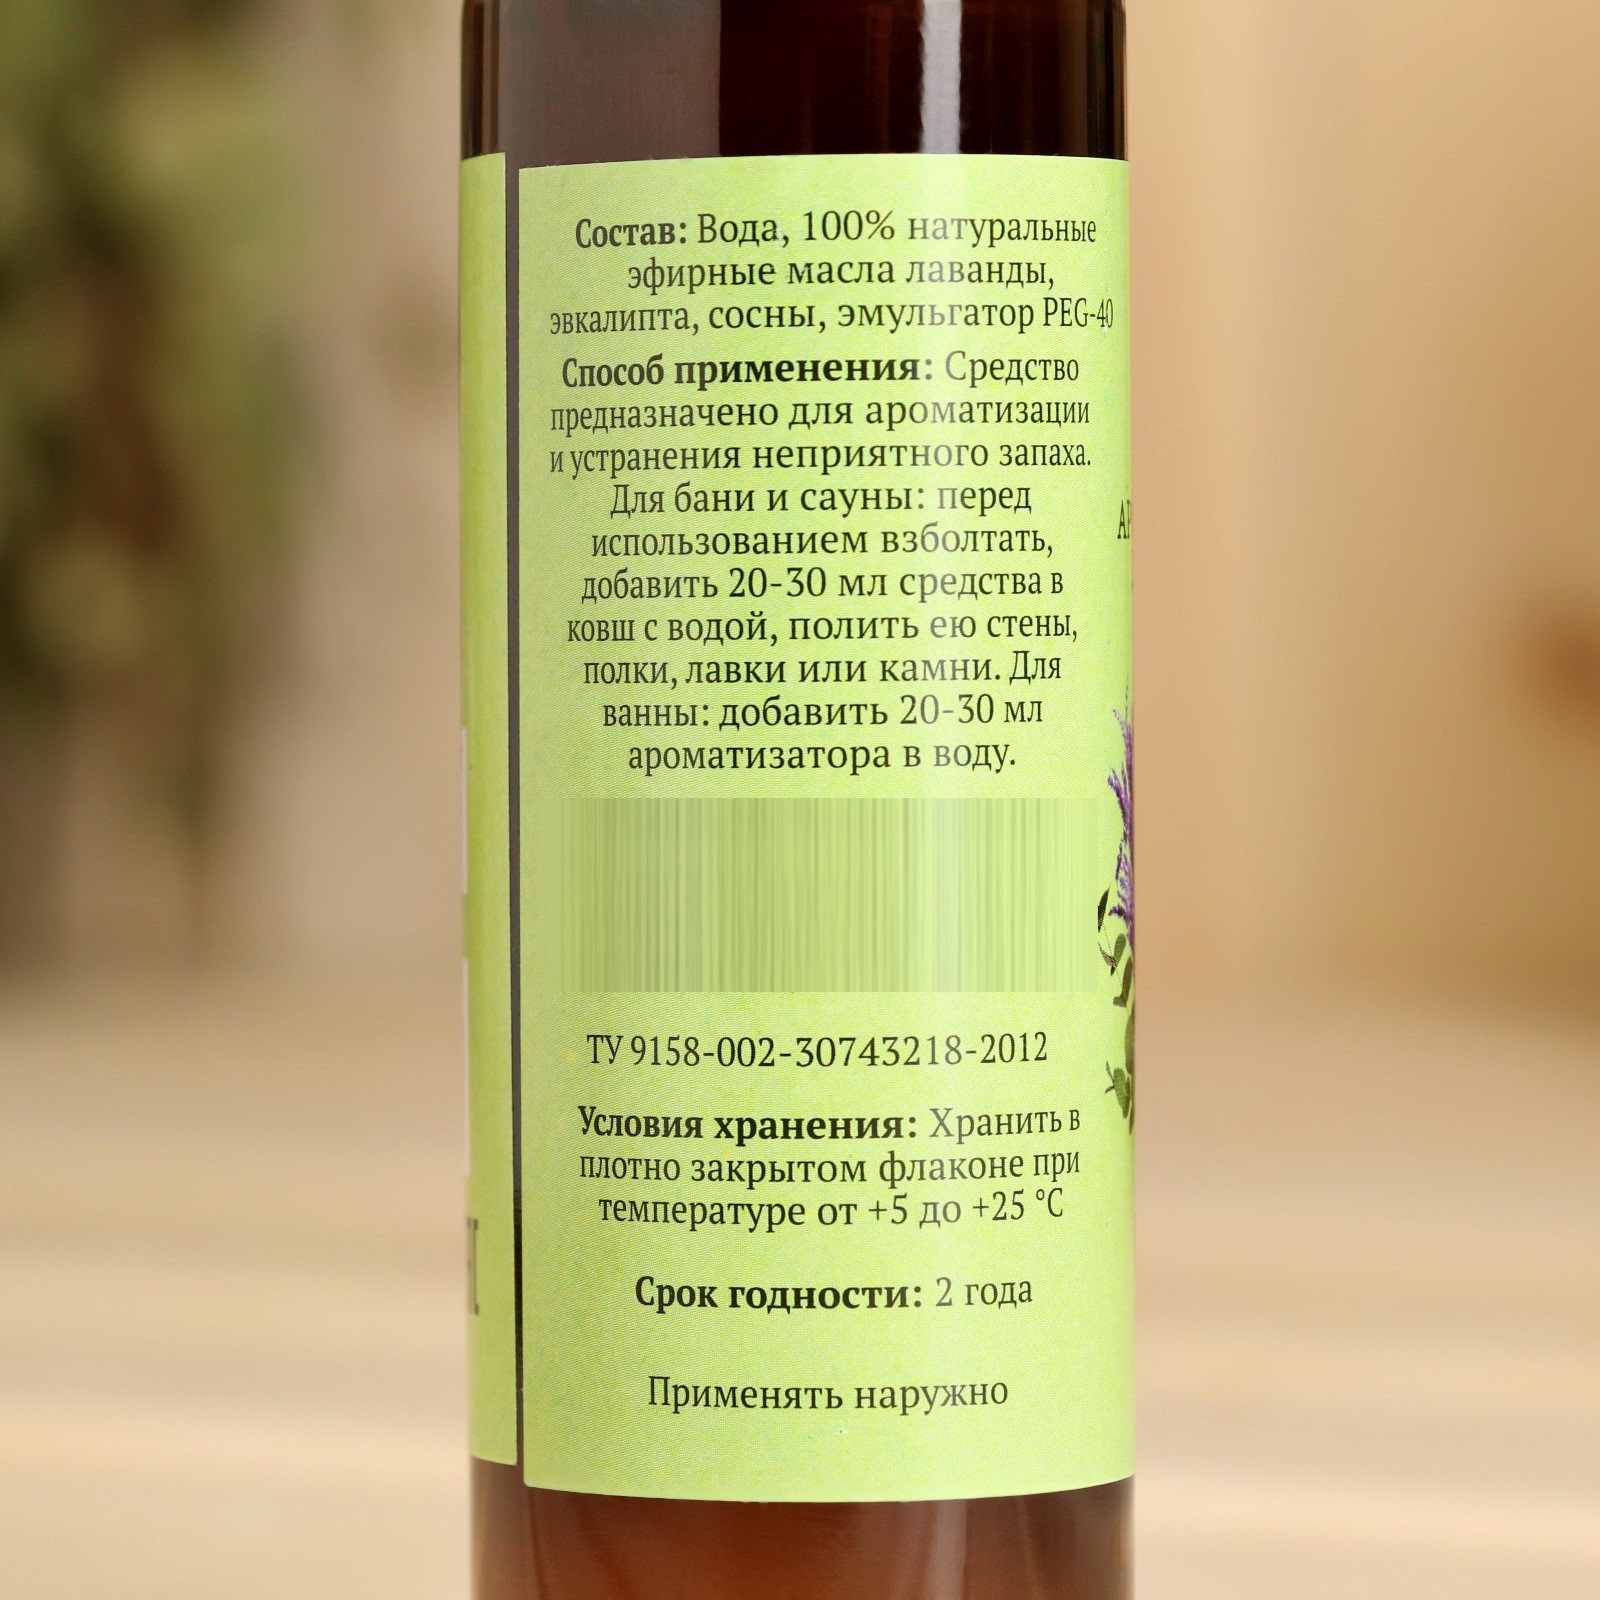 Состав: Вода, 100% натуральные
эфирные масла лаванды,
эвкалипта, сосны, эмульгатор PEG-40
Способ применения: Средство
предназначено для ароматизации
и устранения неприятного запаха.
Для бани и сауны: перед
использованием взболтать,
добавить 20-30 мл средства в
ковш с водой, полить ею стены,
полки, лавки или камни. Для
ванны: добавить 20-30 мл
ароматизатора в воду.
ТУ 9158-002-30743218-2012
Условия хранения: Хранить в
плотно закрытом флаконе при
температуре от +5 до +25 °C
Срок годности: 2 года
Применять наружно